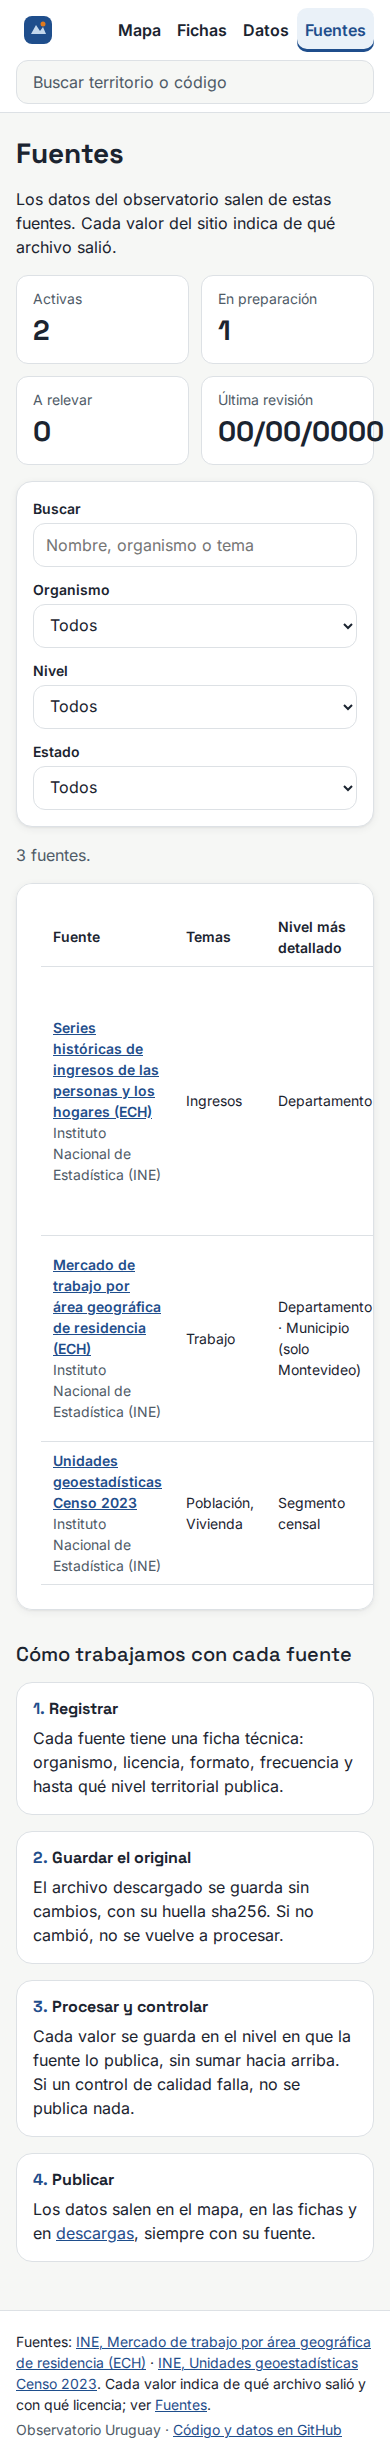 Mapa Fichas Datos Fuentes
Buscar territorio o código
Fuentes
Los datos del observatorio salen de estas
fuentes. Cada valor del sitio indica de qué
archivo salió.
Activas
2
En preparación
1
A relevar
0
Última revisión
00/00/0000
Buscar
Nombre, organismo o tema
Organismo
Todos
Nivel
Todos
Estado
Todos
3 fuentes.
Fuente Temas Nivel más
detallado
Series
históricas de
ingresos de las
personas y los
hogares (ECH)
Instituto
Nacional de
Estadística (INE)
Ingresos
Departamento
Mercado de
trabajo por
área geográfica
de residencia
(ECH)
Instituto
Nacional de
Estadística (INE)
Trabajo
Departamento
· Municipio
(solo
Montevideo)
Unidades
geoestadísticas
Censo 2023
Instituto
Nacional de
Estadística (INE)
Población,
Vivienda
Segmento
censal
Cómo trabajamos con cada fuente
1. Registrar
Cada fuente tiene una ficha técnica:
organismo, licencia, formato, frecuencia y
hasta qué nivel territorial publica.
2. Guardar el original
El archivo descargado se guarda sin
cambios, con su huella sha256. Si no
cambió, no se vuelve a procesar.
3. Procesar y controlar
Cada valor se guarda en el nivel en que la
fuente lo publica, sin sumar hacia arriba.
Si un control de calidad falla, no se
publica nada.
4. Publicar
Los datos salen en el mapa, en las fichas y
en descargas, siempre con su fuente.
Fuentes: INE, Mercado de trabajo por área geográfica
de residencia (ECH) · INE, Unidades geoestadísticas
Censo 2023. Cada valor indica de qué archivo salió y
con qué licencia; ver Fuentes.
Observatorio Uruguay · Código y datos en GitHub